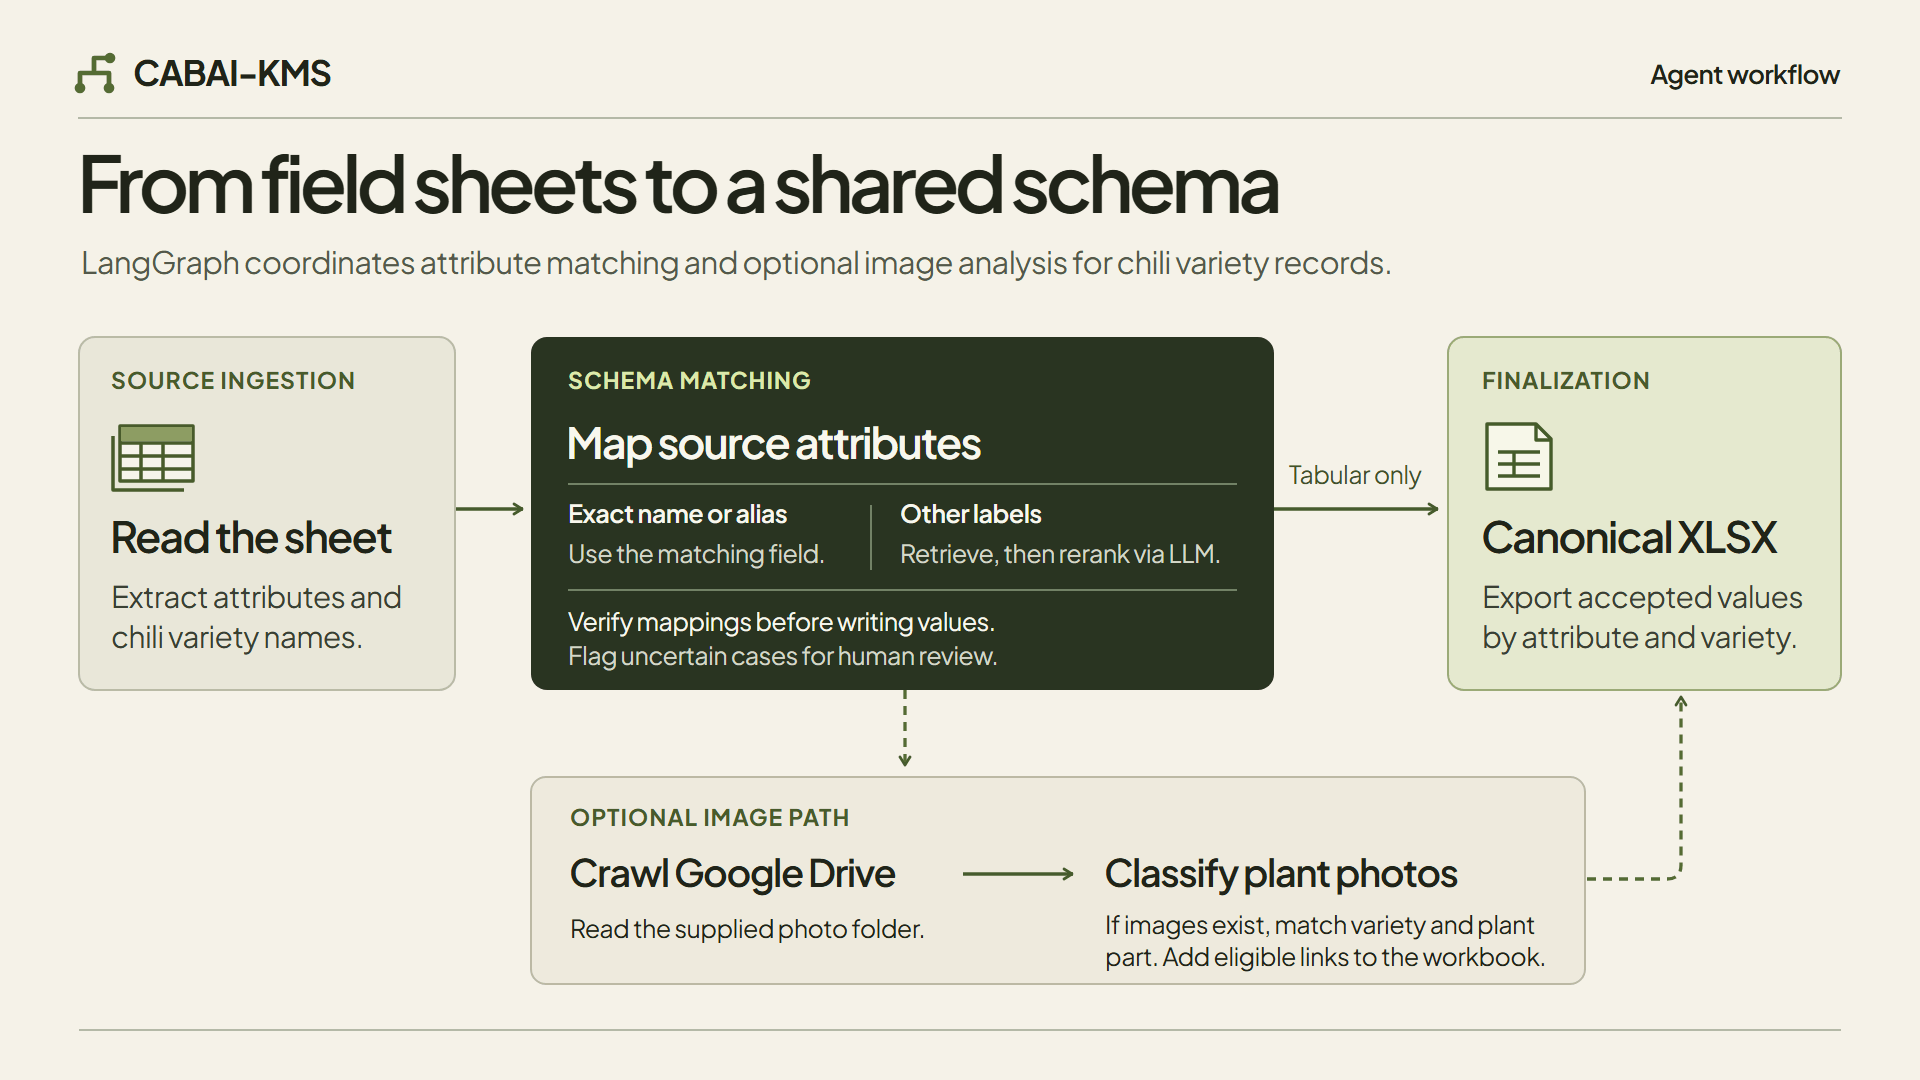 CABAI-KMS
Agent workflow
From field sheets to a shared schema
LangGraph coordinates attribute matching and optional image analysis for chili variety records.
SOURCE INGESTION
Read the sheet
Extract attributes and
chili variety names.
SCHEMA MATCHING
Map source attributes
Exact name or alias
Use the matching field.
Other labels
Retrieve, then rerank via LLM.
Verify mappings before writing values.
Flag uncertain cases for human review.
Tabular only
FINALIZATION
Canonical XLSX
Export accepted values
by attribute and variety.
OPTIONAL IMAGE PATH
Crawl Google Drive
Read the supplied photo folder.
Classify plant photos
If images exist, match variety and plant
part. Add eligible links to the workbook.